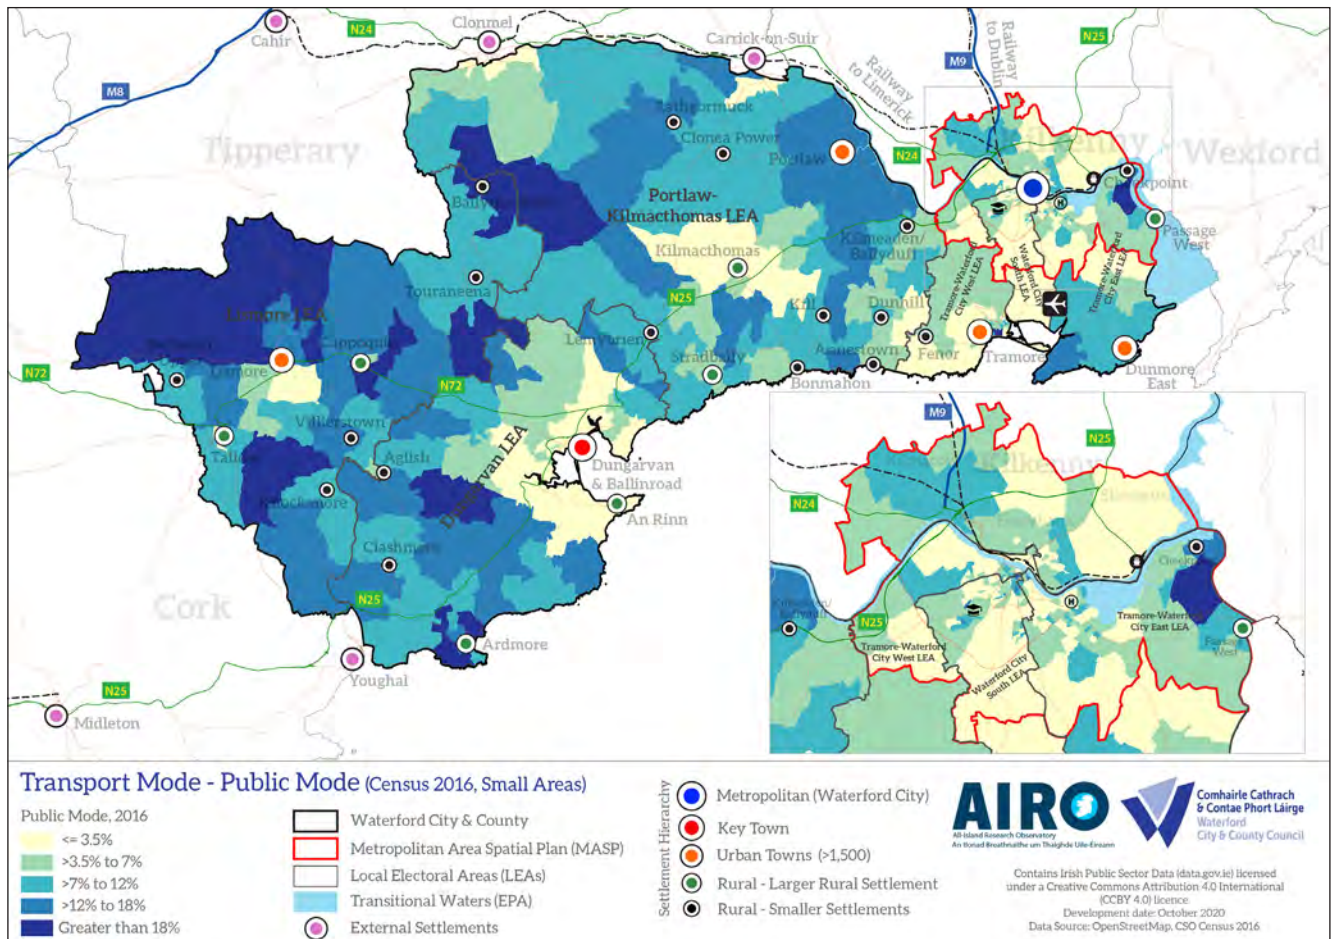 Cahir
N24
Clonmel
Carrick-on-Suir
Railway
to Limerick
M9
Railway
to Dublin
N25
M8
Tipperary
Kilkenny
Wexford
Rathgormuck
Clonea Power
Portlaw
N24
Cheekpoint
Portlaw-
Kilmacthomas LEA
Kilmacthomas
Kilmeaden/
Ballyduff
Passage
West
Touraneena
N25
Kill
Dunhill
Tramore-Waterford
City West LEA
Waterford City
South LEA
Tramore-Waterford
City East LEA
Lismore LEA
Cappoquin
Lismore
Stradbally
Annestown
Fenor
Tramore
Bonmahon
Dunmore
East
N72
N72
Villierstown
Tallow
Aglish
Dungarvan LEA
Dungarvan
& Ballinroad
Knockanore
An Rinn
Clashmore
Cork
N25
Ardmore
Youghal
N25
Midleton
M9
N25
Kilkenny
N24
N25
Tramore-Waterford
City West LEA
Waterford City
South LEA
Tramore-Waterford
City East LEA
Passage
West
Transport Mode - Public Mode (Census 2016, Small Areas)
Public Mode, 2016
<= 3.5%
>3.5% to 7%
>7% to 12%
>12% to 18%
Greater than 18%
Waterford City & County
Metropolitan Area Spatial Plan (MASP)
Local Electoral Areas (LEAs)
Transitional Waters (EPA)
External Settlements
Settlement Hierarchy
Metropolitan (Waterford City)
Key Town
Urban Towns (>1,500)
Rural - Larger Rural Settlement
Rural - Smaller Settlements
AIRO
All-Island Research Observatory
An tIonad Breathnaithe um Thaighde Uile-Éireann
Comhairle Cathrach
& Contae Phort Láirge
Waterford
City & County Council
Contains Irish Public Sector Data (data.gov.ie) licensed
under a Creative Commons Attribution 4.0 International
(CCBY 4.0) licence
Development date: October 2020
Data Source: OpenStreetMap, CSO Census 2016